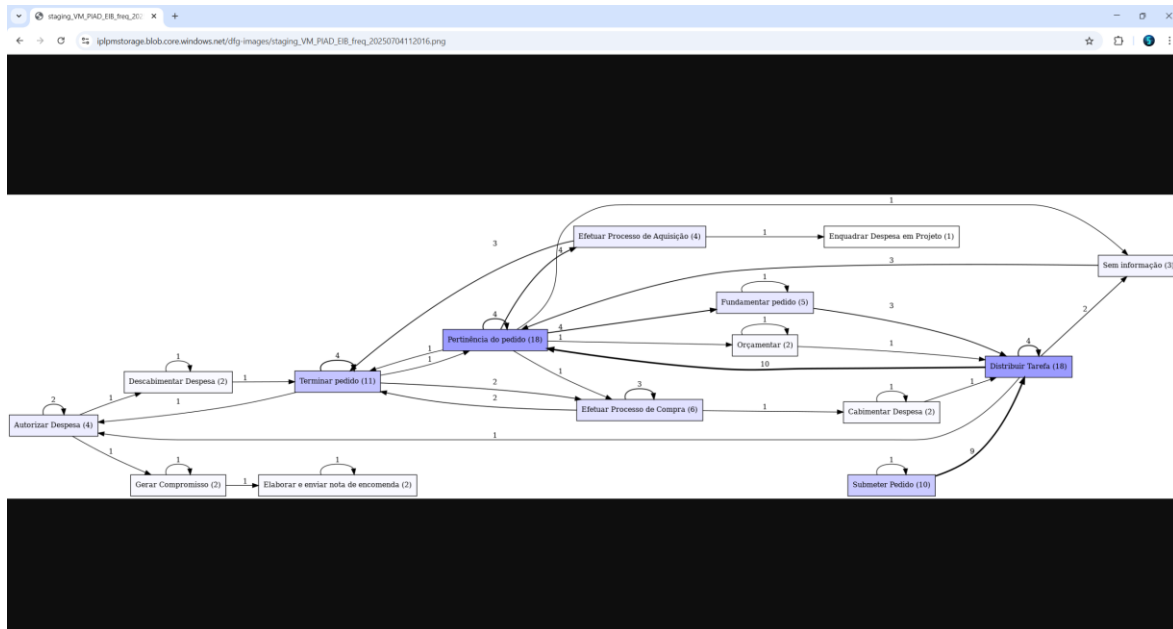 staging_VM_PIAD_EIB_freq_202
iplpmstorage.blob.core.windows.net/dfg-images/staging_VM_PIAD_EIB_freq_20250704112016.png
1
3
Efetuar Processo de Aquisição (4)
1
Enquadrar Despesa em Projeto (1)
4
3
Sem informação (3)
1
Fundamentar pedido (5)
3
4
4
1
2
Pertinência do pedido (18)
1
Orçamentar (2)
1
4
4
1
10
Distribuir Tarefa (18)
1
1
Descabimentar Despesa (2)
1
Terminar pedido (11)
2
1
3
1
1
2
1
1
2
Efetuar Processo de Compra (6)
1
Cabimentar Despesa (2)
Autorizar Despesa (4)
1
1
1
1
9
Gerar Compromisso (2)
1
Elaborar e enviar nota de encomenda (2)
1
Submeter Pedido (10)